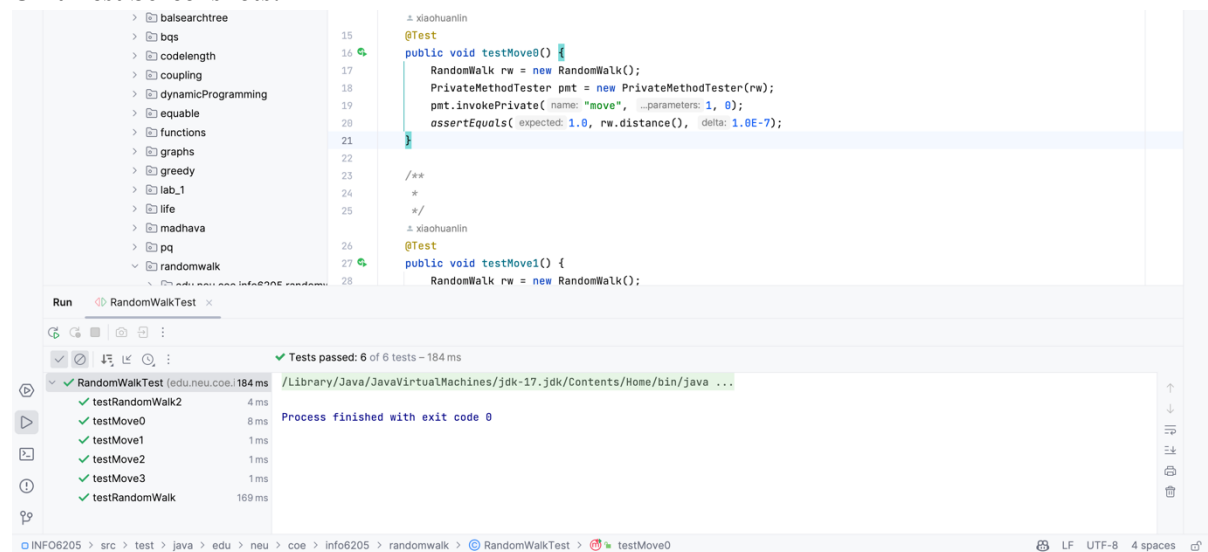 balsearchtree
bqs
codelength
coupling
dynamicProgramming
equable
functions
graphs
greedy
lab_1
life
madhava
pq
randomwalk
xiaohuanlin
15 @Test
16 public void testMove0() {
17 RandomWalk rw = new RandomWalk();
18 PrivateMethodTester pmt = new PrivateMethodTester(rw);
19 pmt.invokePrivate( name: "move", ...parameters: 1, 0);
20 assertEquals( expected: 1.0, rw.distance(), delta: 1.0E-7);
21 }
22
23 /**
24 *
25 */
xiaohuanlin
26 @Test
27 public void testMove1() {
28 RandomWalk rw = new RandomWalk();
Run RandomWalkTest
Tests passed: 6 of 6 tests – 184 ms
RandomWalkTest (edu.neu.coe.i 184 ms
testRandomWalk2 4 ms
testMove0 8 ms
testMove1 1 ms
testMove2 1 ms
testMove3 1 ms
testRandomWalk 169 ms
/Library/Java/JavaVirtualMachines/jdk-17.jdk/Contents/Home/bin/java ...
Process finished with exit code 0
INFO6205 > src > test > java > edu > neu > coe > info6205 > randomwalk > RandomWalkTest > testMove0
LF UTF-8 4 spaces